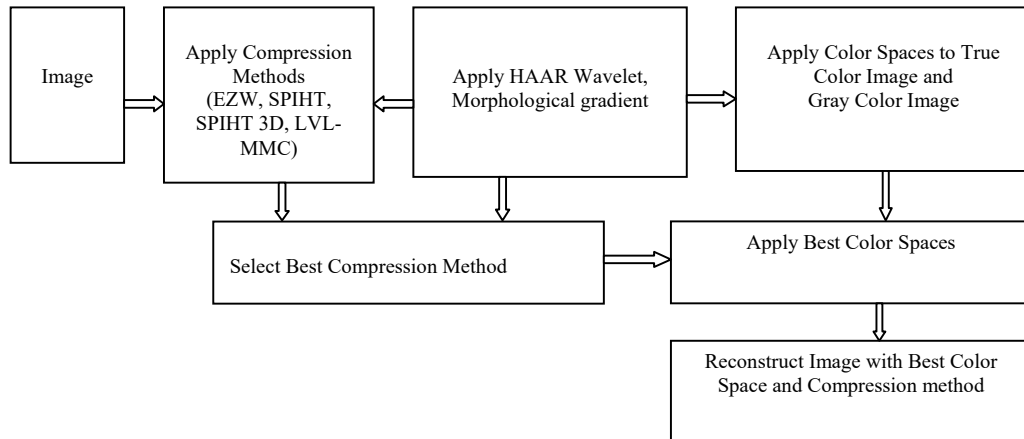 Image
Apply Compression
Methods
(EZW, SPIHT,
SPIHT 3D, LVL-
MMC)
Apply HAAR Wavelet,
Morphological gradient
Apply Color Spaces to True
Color Image and
Gray Color Image
Select Best Compression Method
Apply Best Color Spaces
Reconstruct Image with Best Color
Space and Compression method